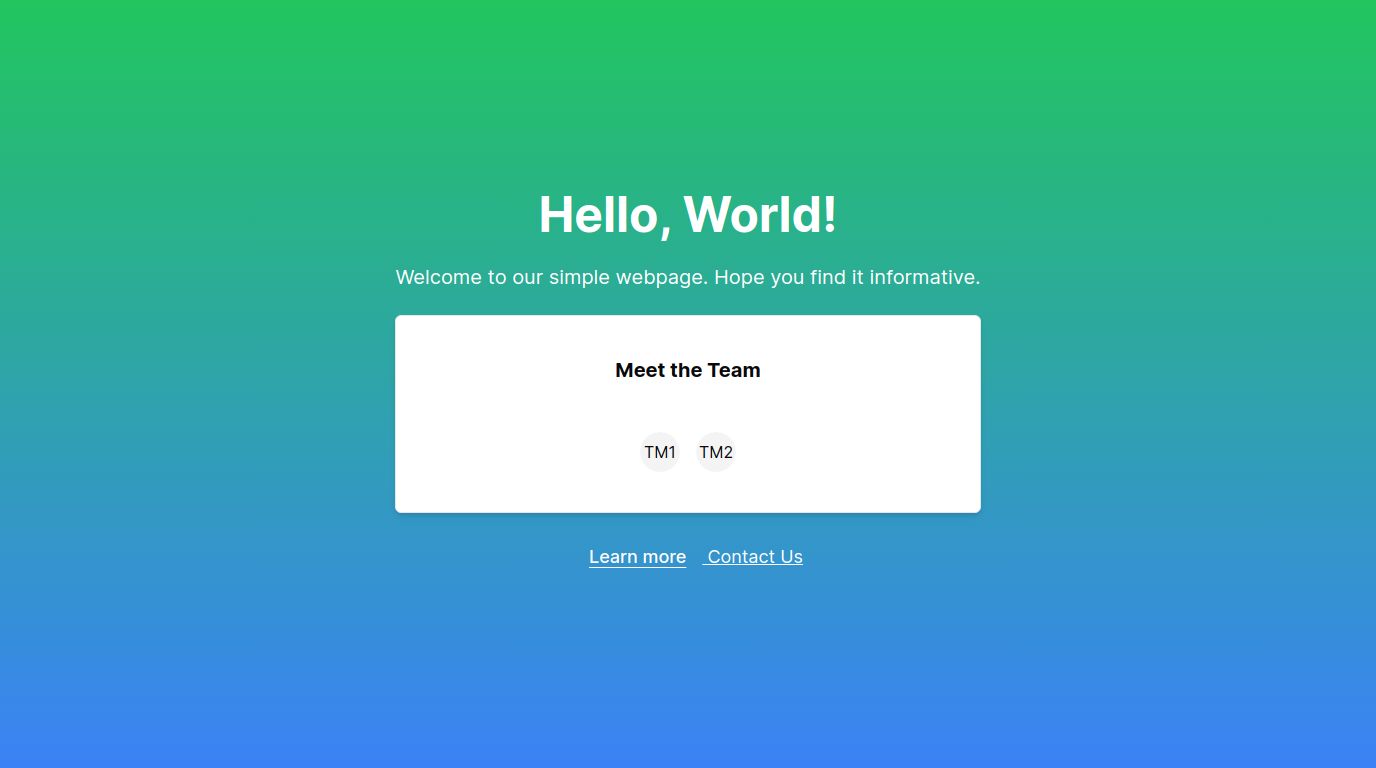 Hello, World!
Welcome to our simple webpage. Hope you find it informative.
Meet the Team
TM1 TM2
Learn more Contact Us